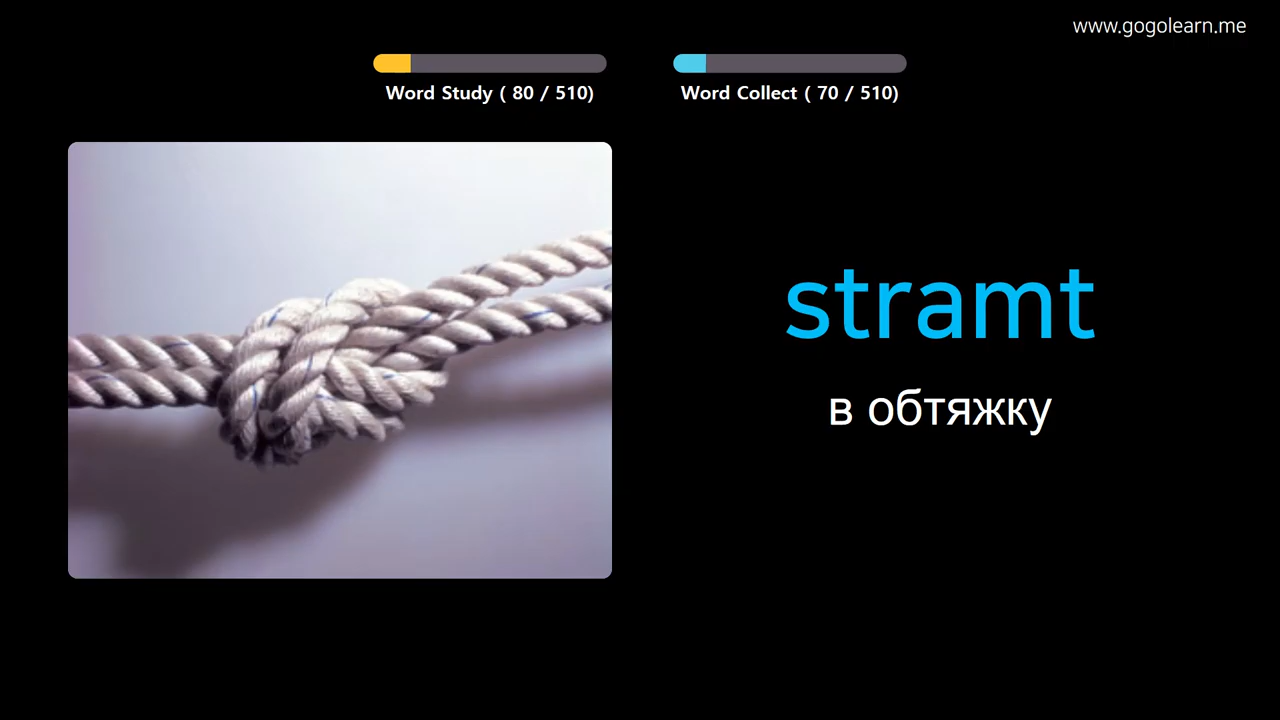 www.gogolearn.me
Word Study ( 80 / 510)
Word Collect ( 70 / 510)
stramt
в обтяжку